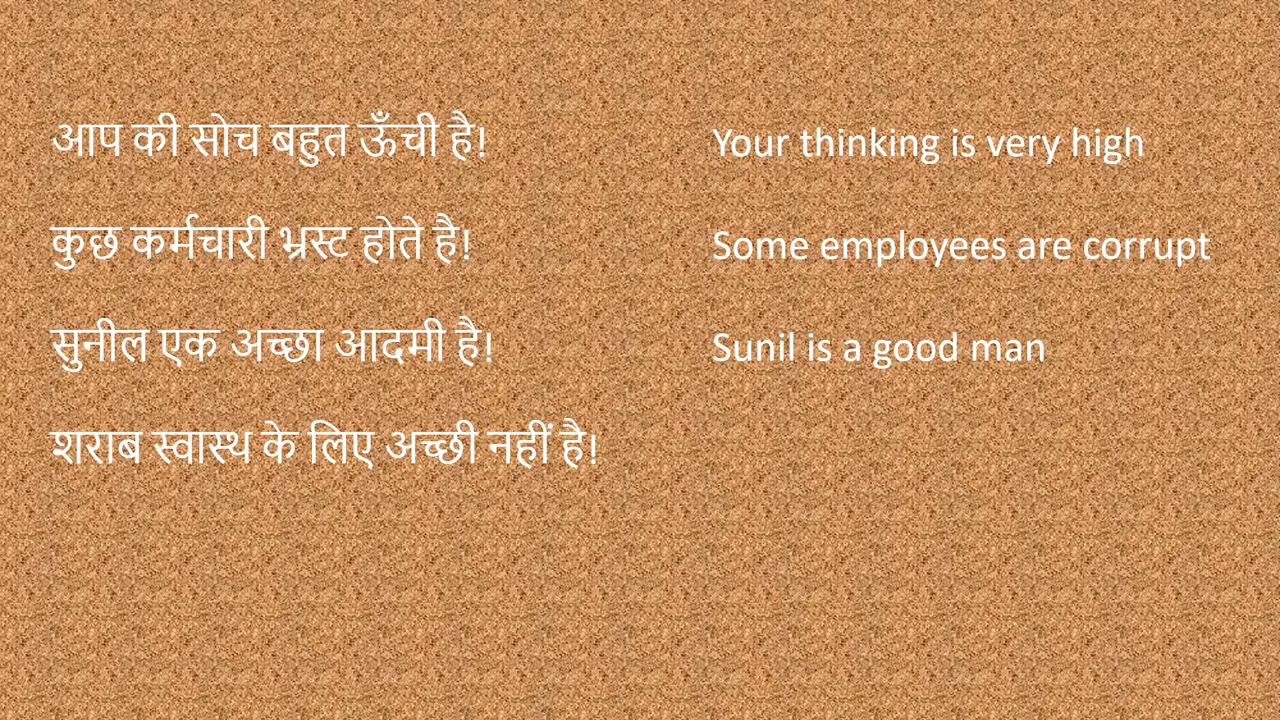 आप की सोच बहुत ऊँची है! Your thinking is very high
कुछ कर्मचारी भ्रस्ट होते है! Some employees are corrupt
सुनील एक अच्छा आदमी है! Sunil is a good man
शराब स्वास्थ के लिए अच्छी नहीं है!